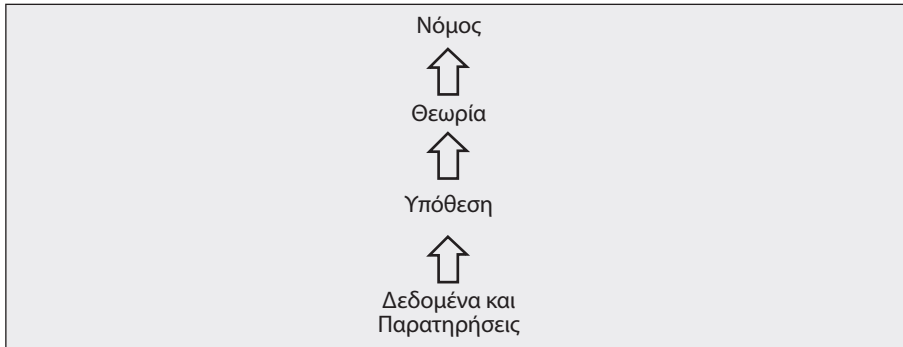 Νόμος
Θεωρία
Υπόθεση
Δεδομένα και
Παρατηρήσεις